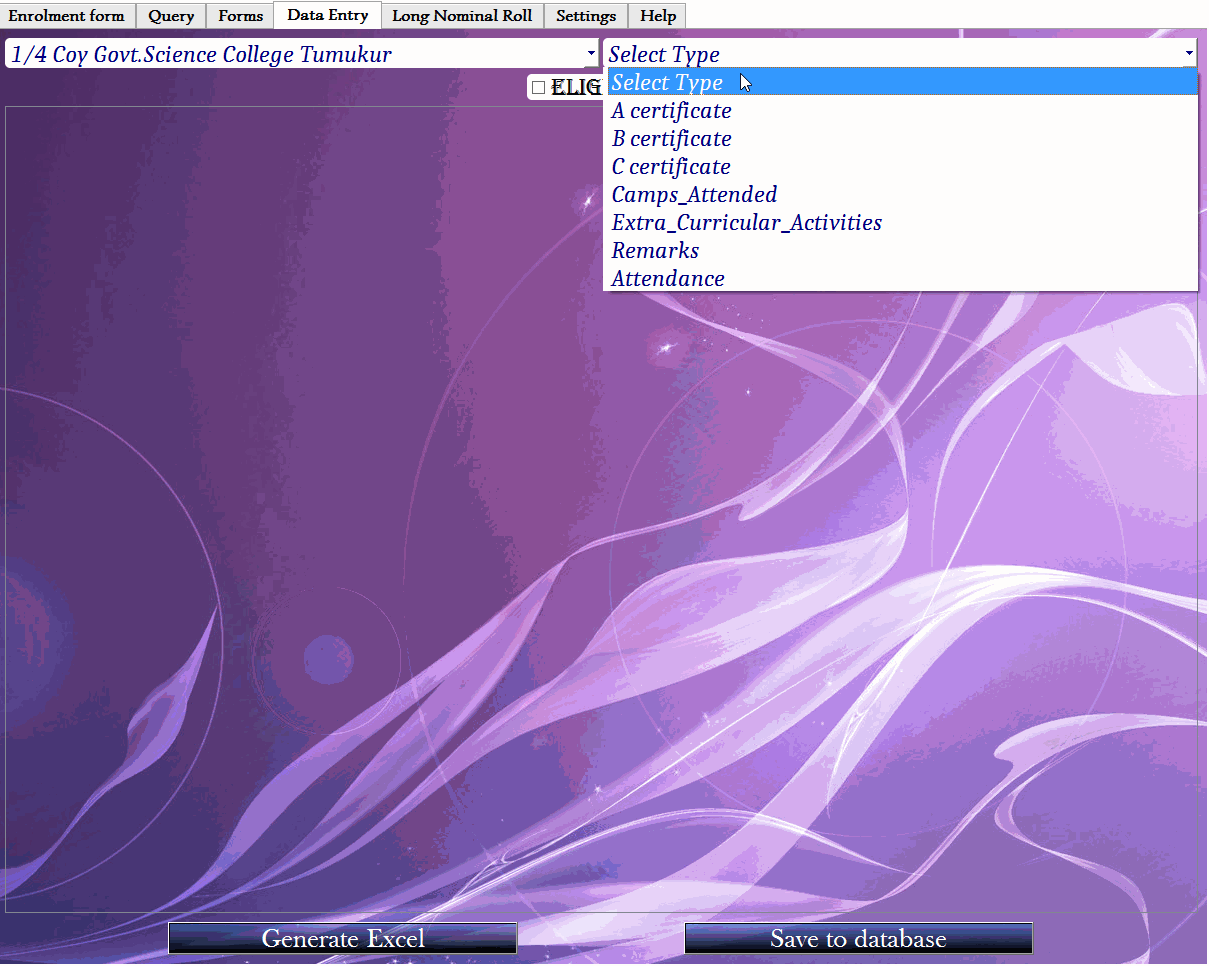 Enrolment form Query Forms Data Entry Long Nominal Roll Settings Help
1/4 Coy Govt.Science College Tumukur Select Type
Select Type
A certificate
B certificate
C certificate
Camps_Attended
Extra_Curricular_Activities
Remarks
Attendance
Generate Excel Save to database